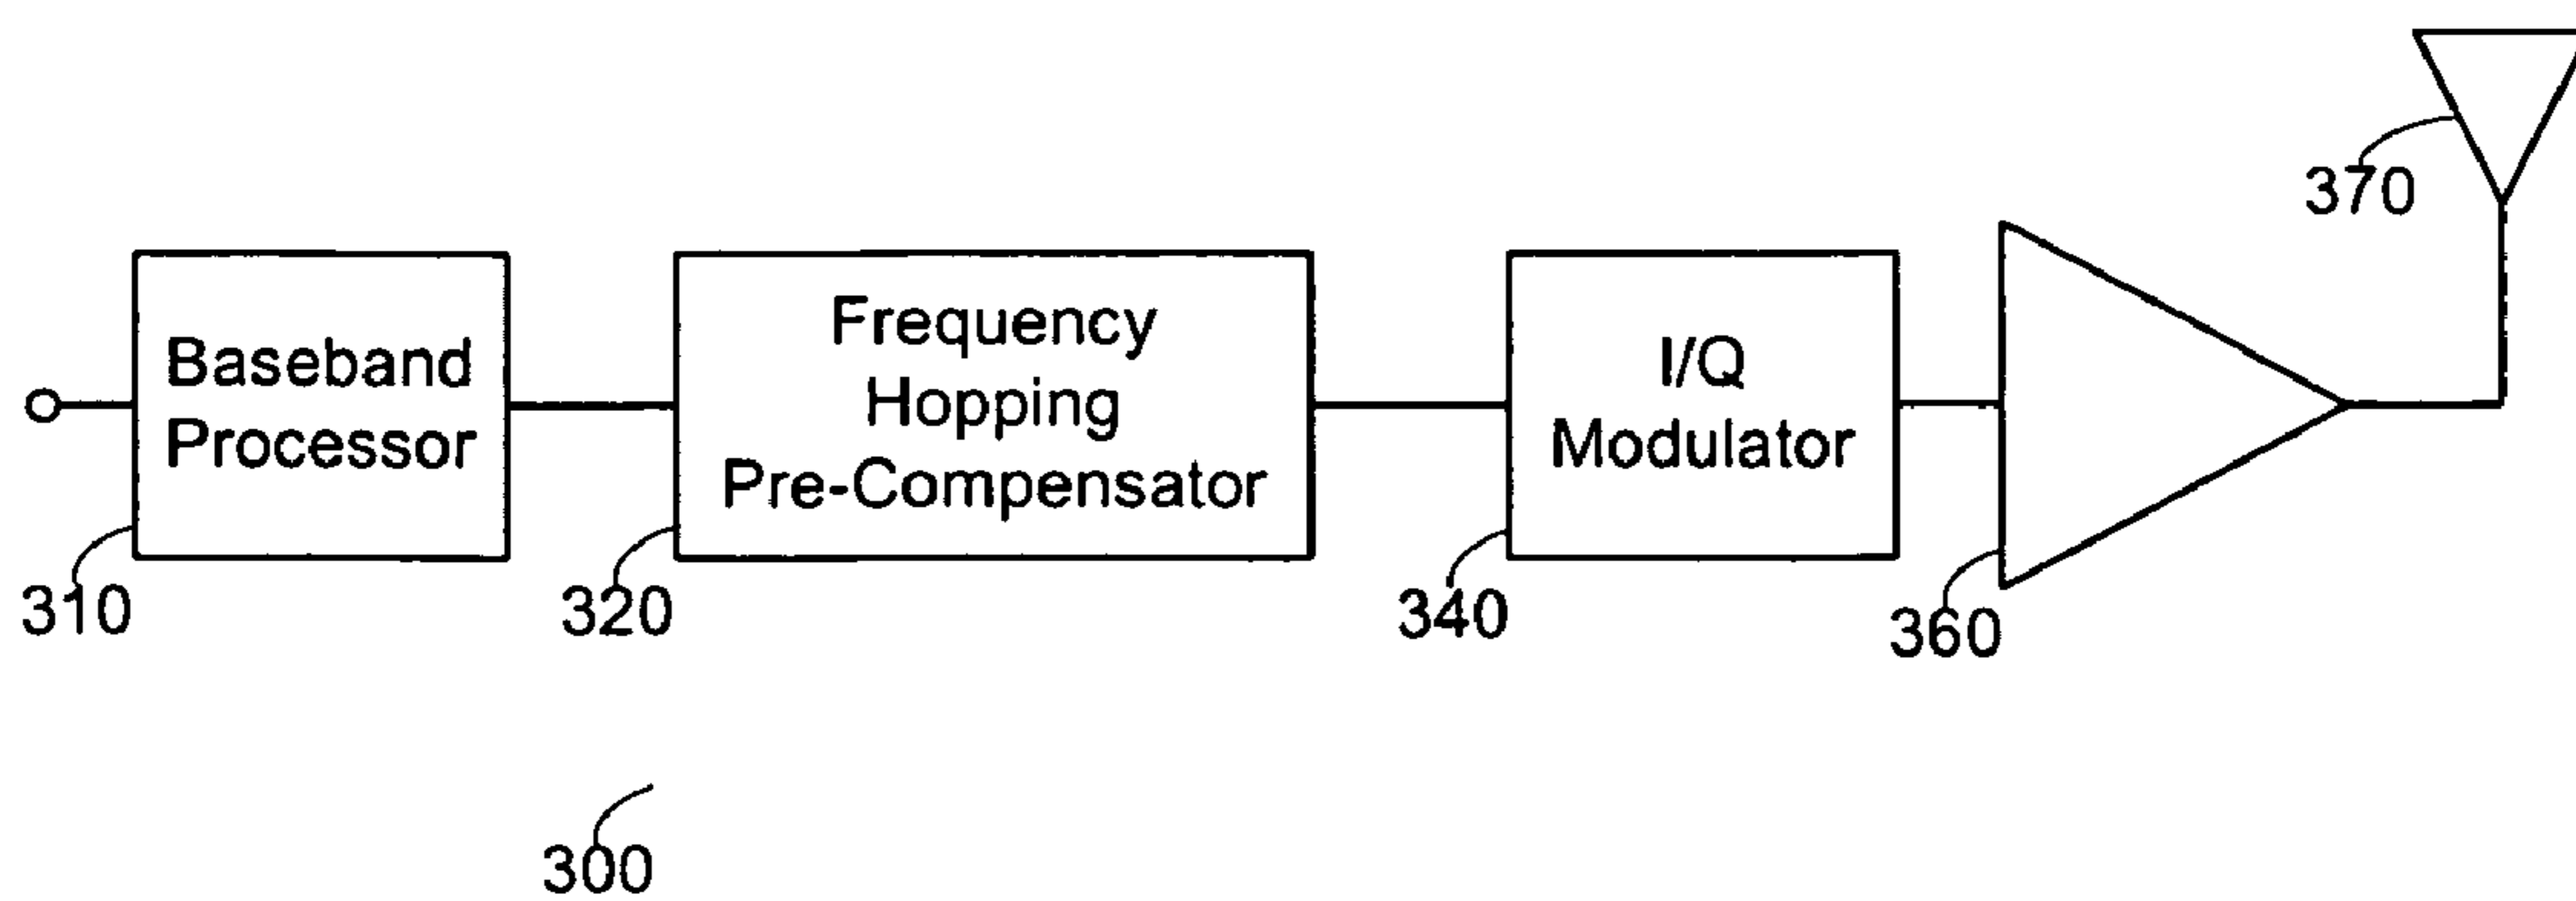 370
Baseband
Processor
Frequency
Hopping
Pre-Compensator
I/Q
Modulator
310
320
340
360
300